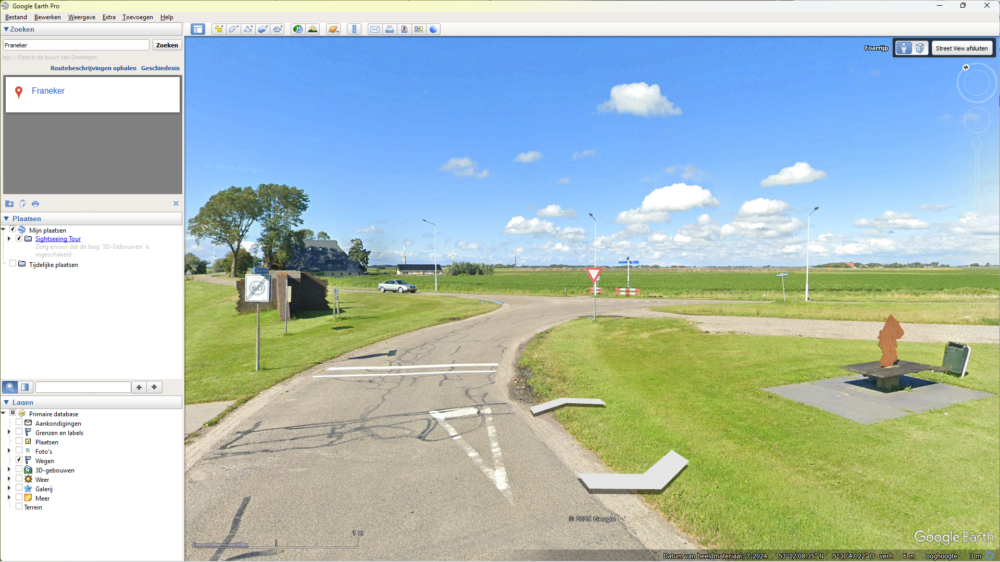 Google Earth Pro
Bestand Bewerken Weergave Extra Toevoegen Help
Zoeken
Franeker
Zoeken
bijv.: Pizza in de buurt van Groningen
Routebeschrijvingen ophalen Geschiedenis
Franeker
Plaatsen
Mijn plaatsen
Sightseeing Tour
Zorg ervoor dat de laag '3D-Gebouwen' is
ingeschakeld
Tijdelijke plaatsen
Lagen
Primaire database
Aankondigingen
Grenzen en labels
Plaatsen
Foto's
Wegen
3D-gebouwen
Weer
Galerij
Meer
Terrein
Foarrijp
Street View afsluiten
N
© 2024 Google
ZONE
60
© 2025 Google
1 m
Een probleem melden
Google Earth
Datum van beeldmateriaal: 7-2024 53°12'08.35" N 5°30'47.22" O verh 6 m ooghoogte 3 m